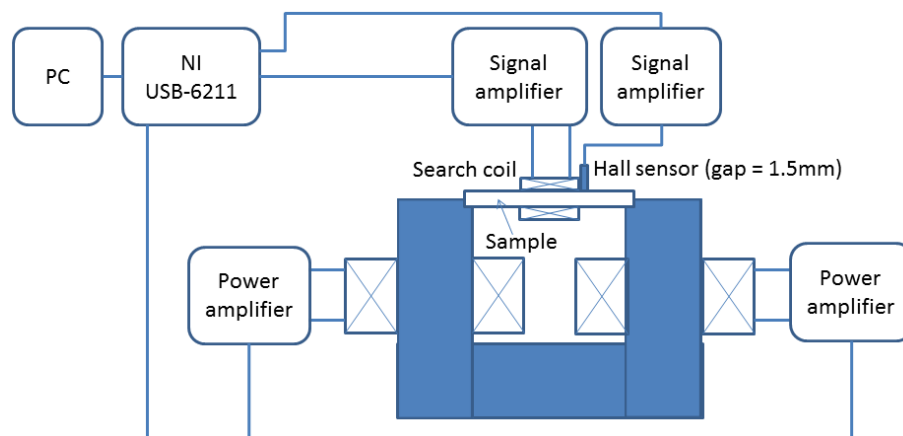 PC
NI
USB-6211
Signal
amplifier
Signal
amplifier
Search coil
Hall sensor (gap = 1.5mm)
Sample
Power
amplifier
Power
amplifier